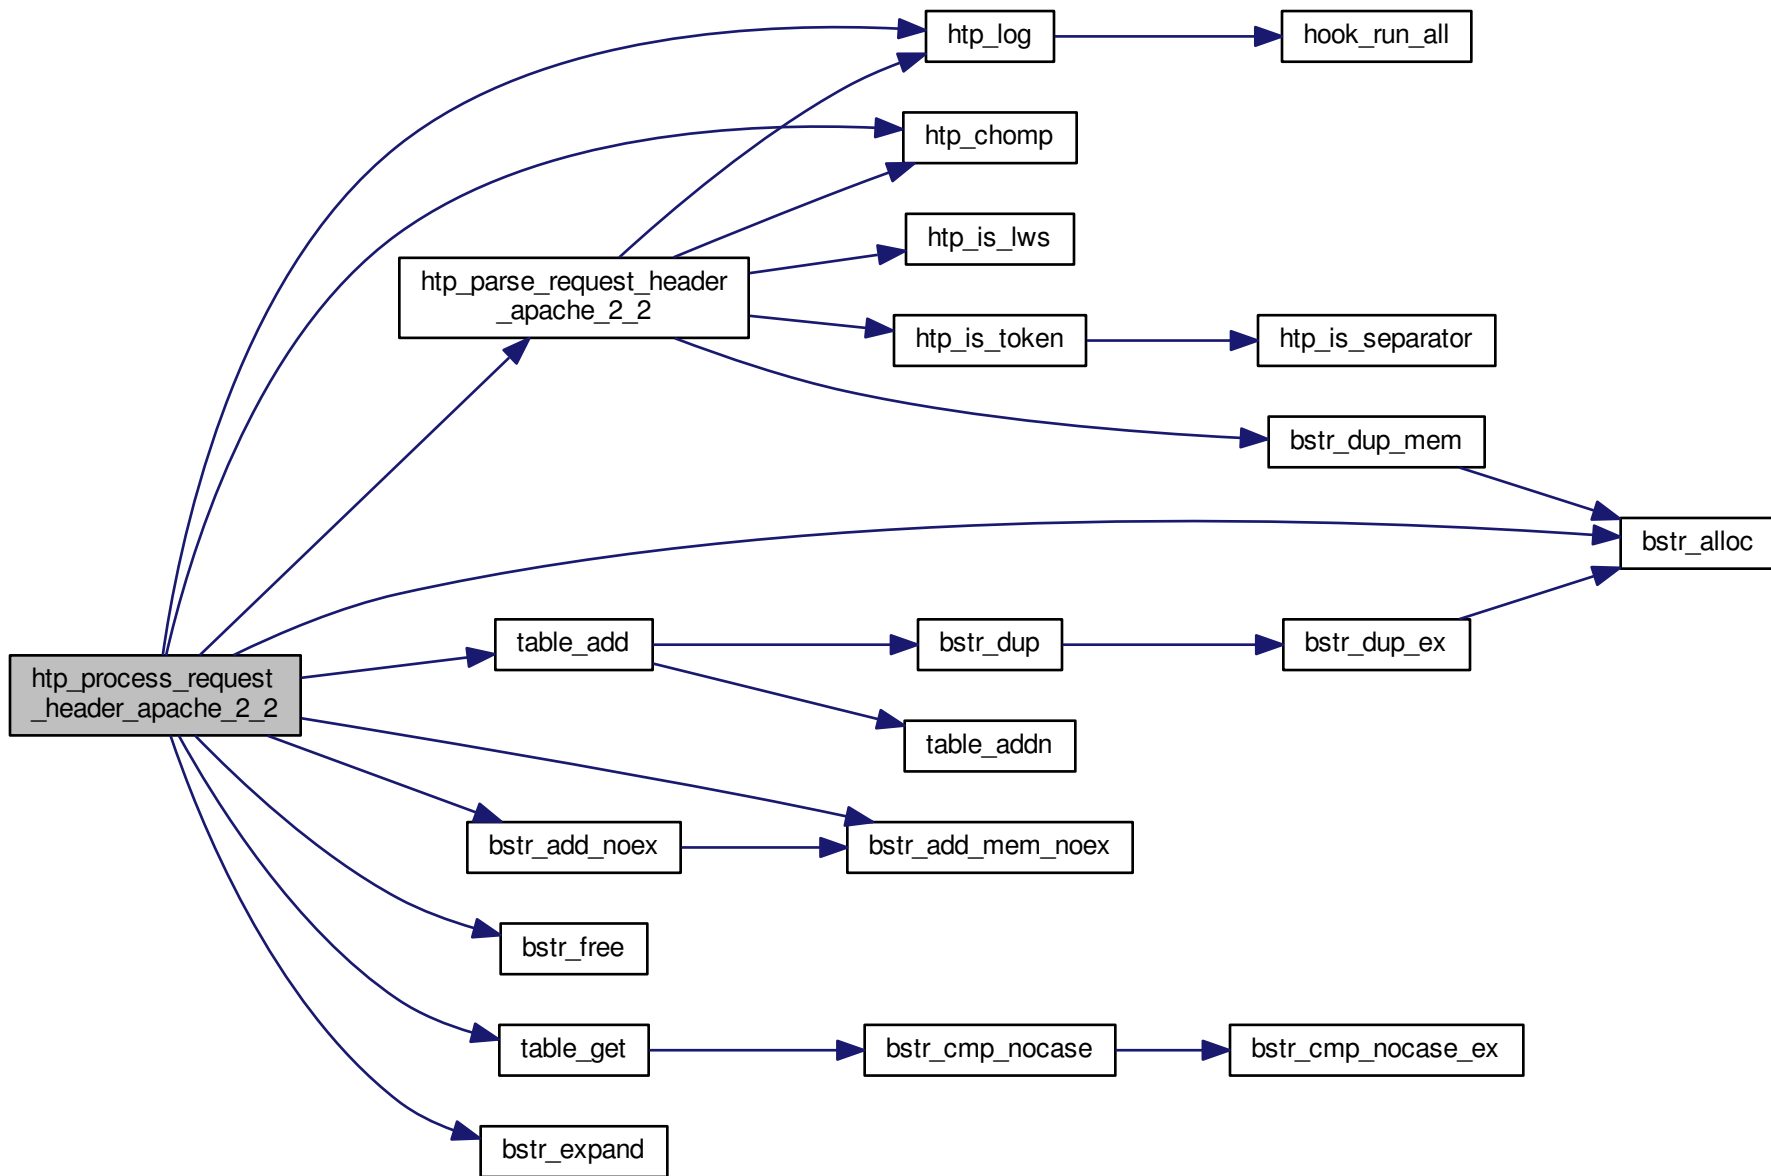 htp_log
hook_run_all
htp_chomp
htp_is_lws
htp_parse_request_header
_apache_2_2
htp_is_token
htp_is_separator
bstr_dup_mem
bstr_alloc
table_add
bstr_dup
bstr_dup_ex
htp_process_request
_header_apache_2_2
table_addn
bstr_add_noex
bstr_add_mem_noex
bstr_free
table_get
bstr_cmp_nocase
bstr_cmp_nocase_ex
bstr_expand